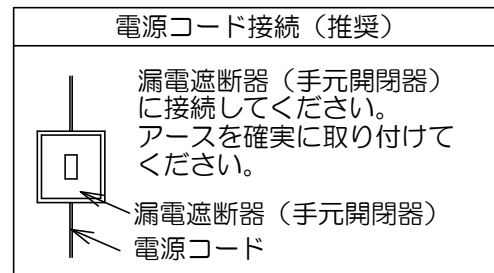 電源コード接続（推奨）
漏電遮断器（手元開閉器）
に接続してください。
アースを確実に取り付けて
ください。
漏電遮断器（手元開閉器）
電源コード